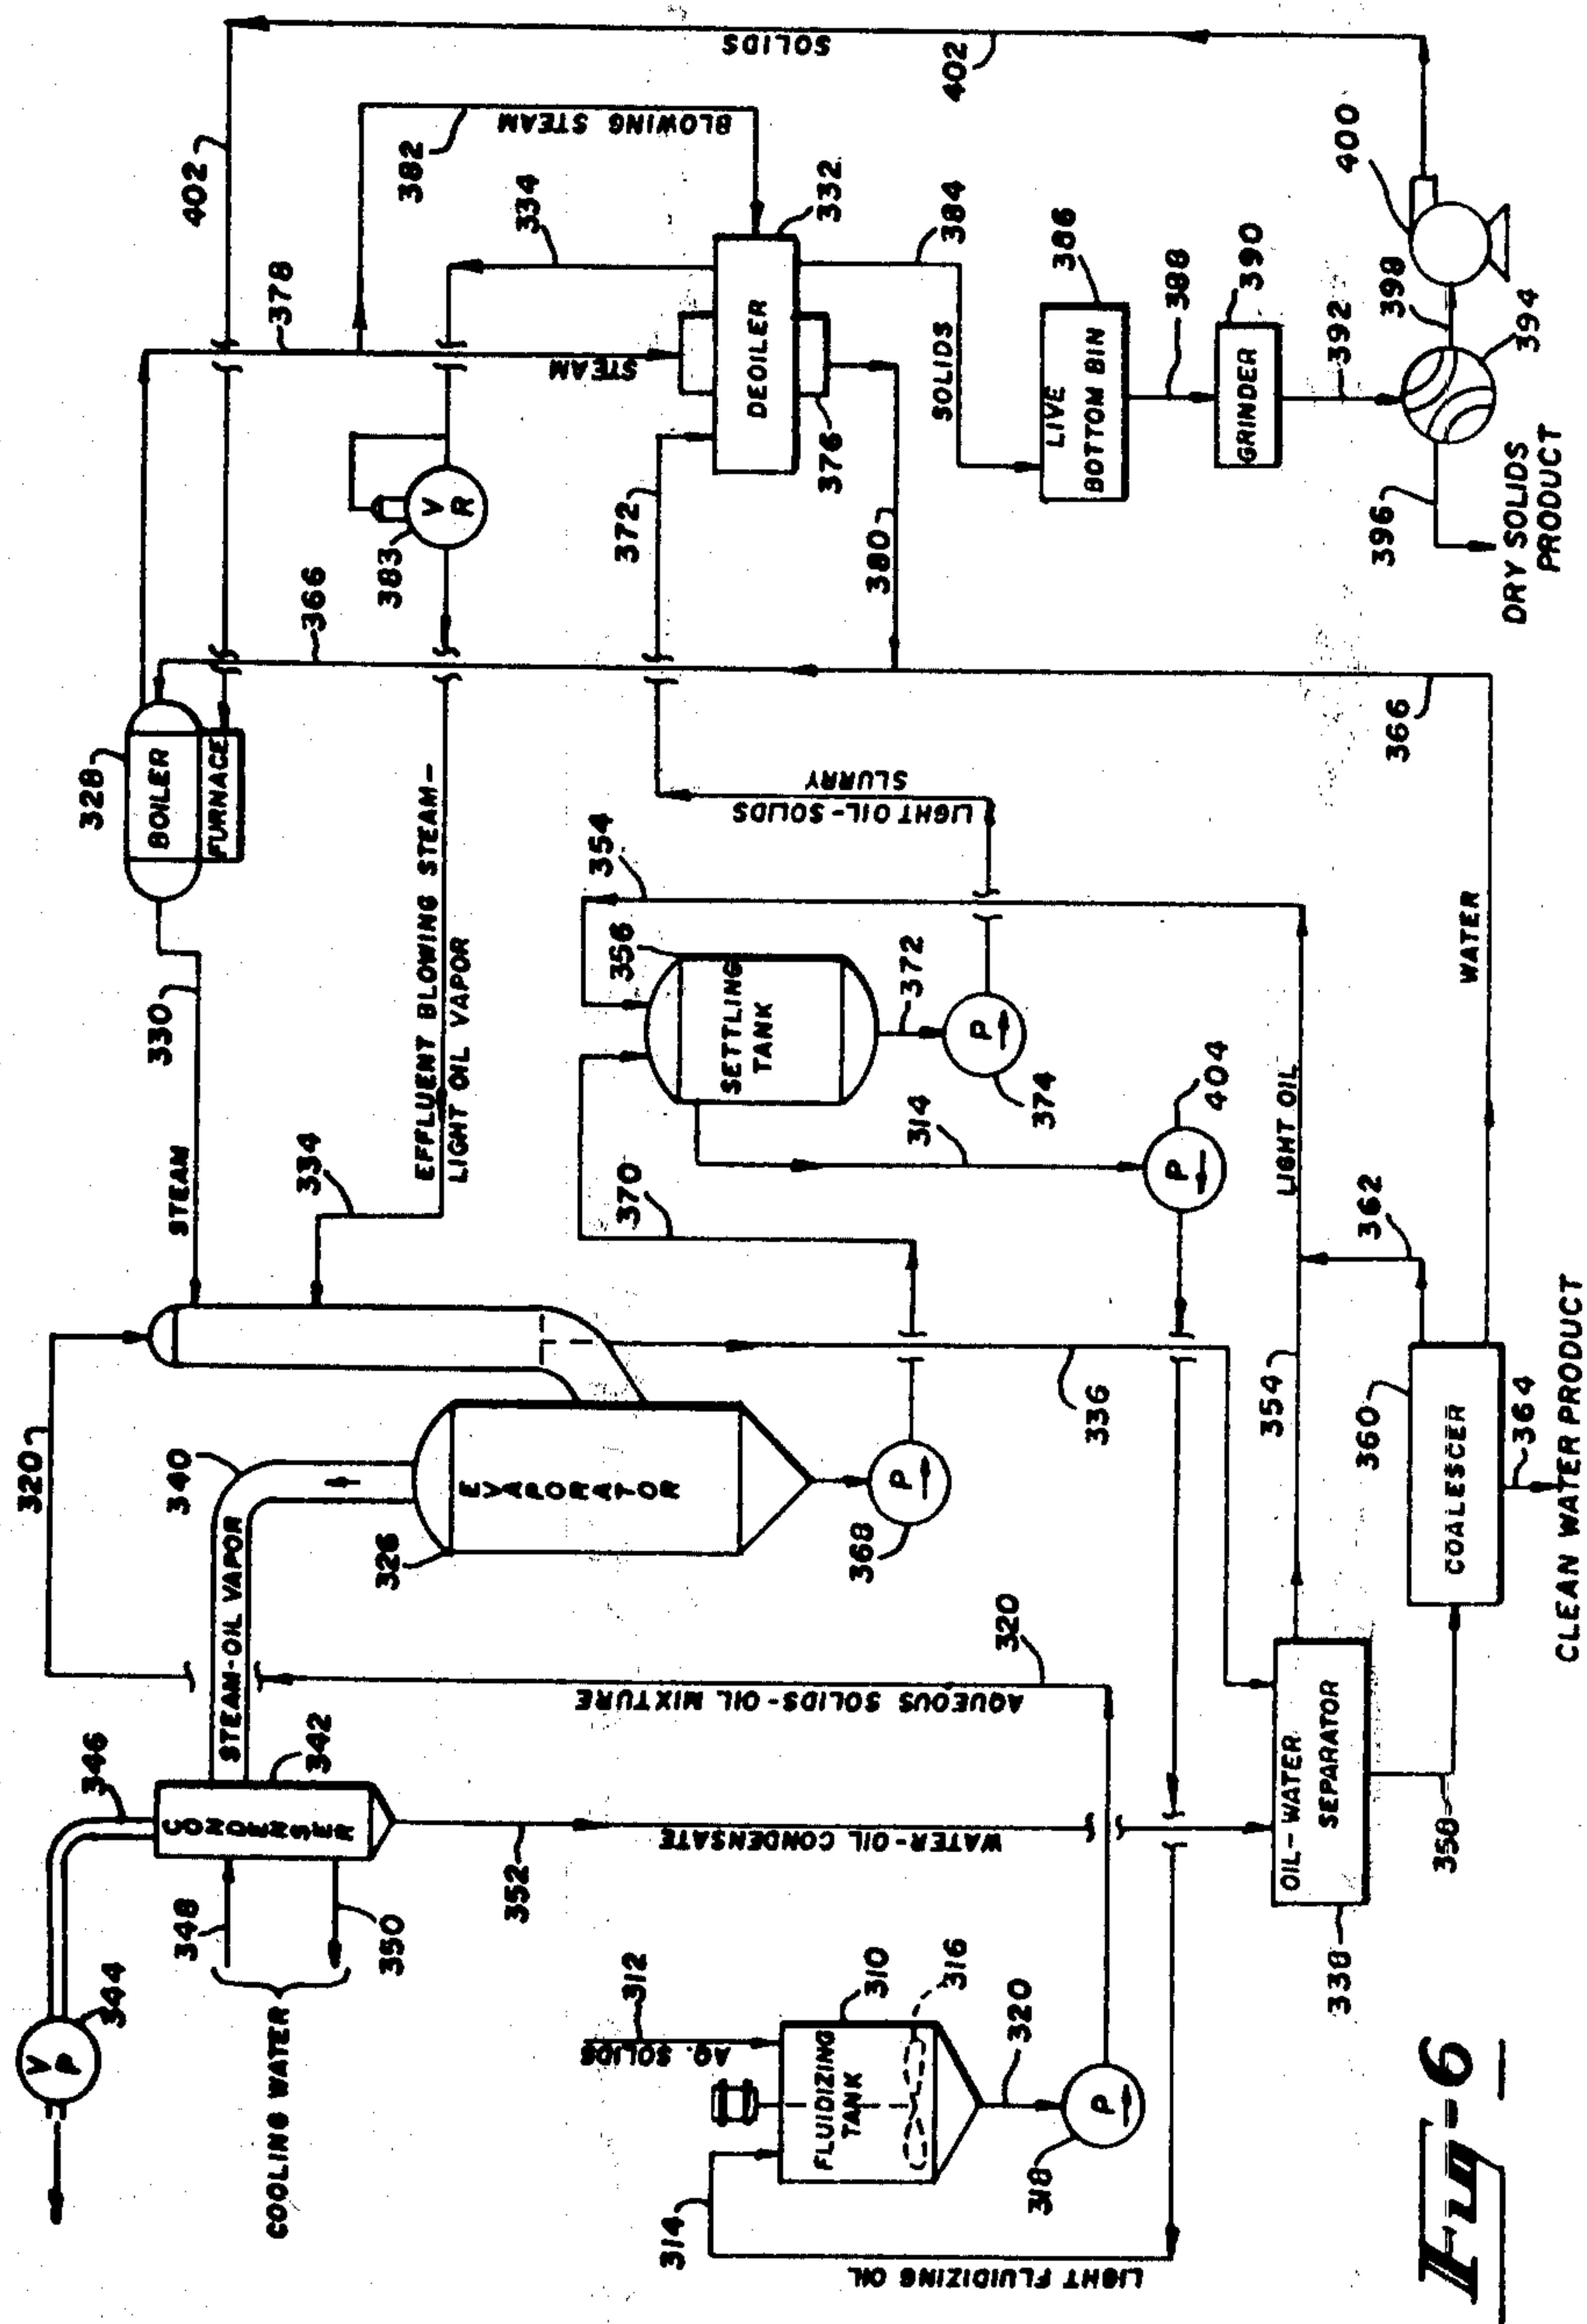 V
P
344
346
COOLING WATER
348
350
CONDENSER
342
STEAM-OIL VAPOR
340
320
352
WATER-OIL CONDENSATE
AQUEOUS SOLIDS-OIL MIXTURE
320
326
EVAPORATOR
P
368
STEAM
330
334
328
BOILER
FURNACE
EFFLUENT BLOWING STEAM-
LIGHT OIL VAPOR
366
V
R
383
378
402
STEAM
382
BLOWING STEAM
334
SOLIDS
402
312
AQ. SOLIDS
FLUIDIZING
TANK
310
316
314
320
P
318
LIGHT FLUIDIZING OIL
370
356
354
SETTLING
TANK
372
P
374
314
P
404
LIGHT OIL-SOLIDS
SLURRY
372
DEOILER
332
376
380
384
SOLIDS
LIVE
BOTTOM BIN
386
388
GRINDER
390
392
394
396
398
400
DRY SOLIDS
PRODUCT
336
OIL-WATER
SEPARATOR
338
358
354
LIGHT OIL
362
360
COALESCER
364
CLEAN WATER PRODUCT
WATER
366
Fig-6